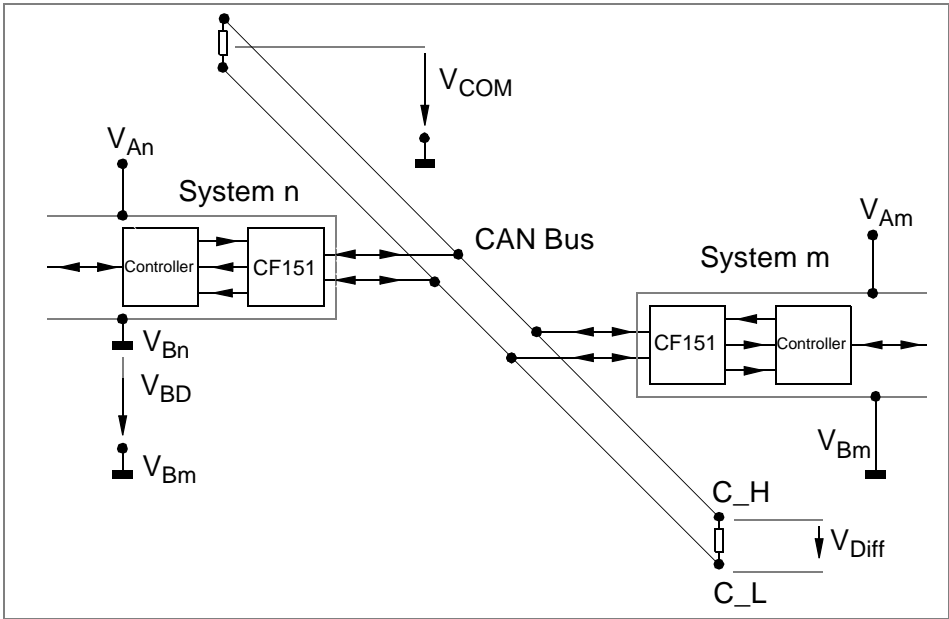 V_COM
V_An
System n
CAN Bus
V_Am
System m
Controller
CF151
CF151
Controller
V_Bn
V_BD
V_Bm
V_Bm
C_H
V_Diff
C_L